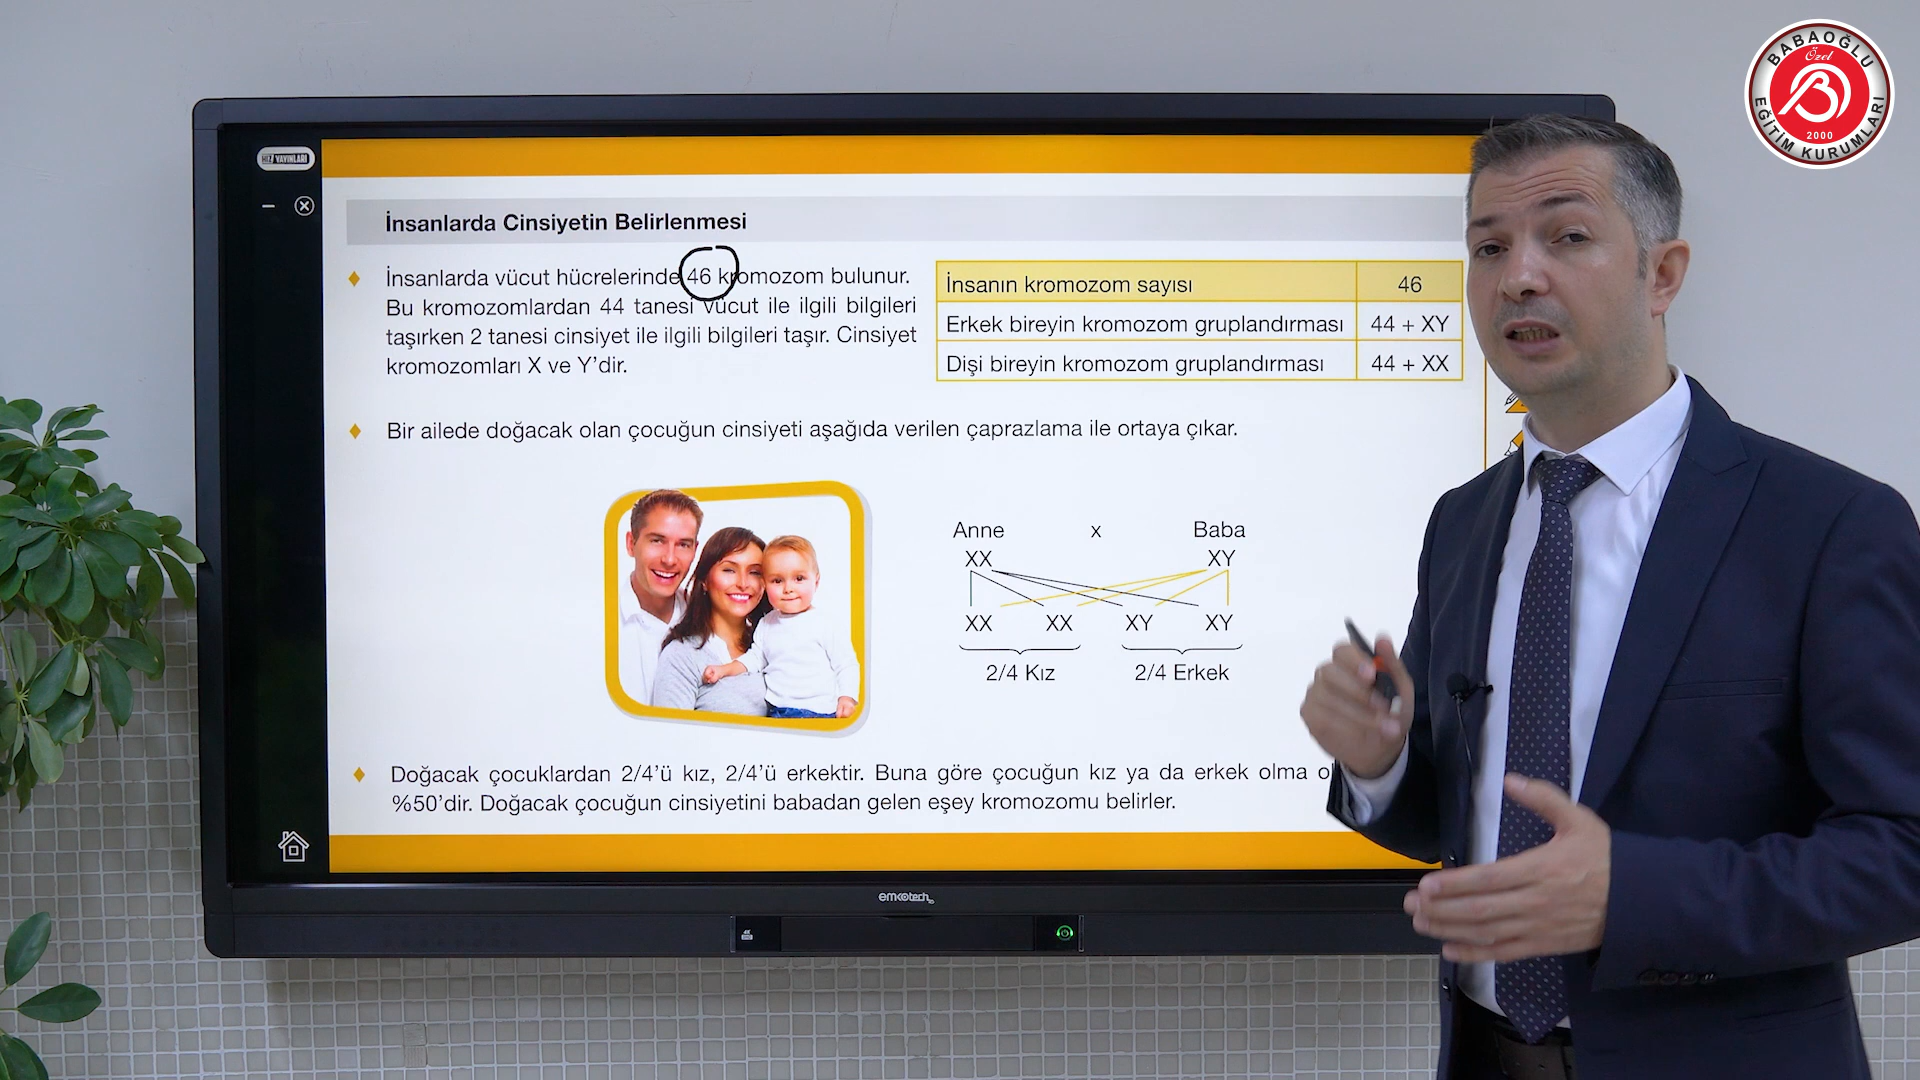 BABAOĞLU
Özel
B
2000
EĞİTİM KURUMLARI
HIZ YAYINLARI
İnsanlarda Cinsiyetin Belirlenmesi
İnsanlarda vücut hücrelerinde 46 kromozom bulunur.
Bu kromozomlardan 44 tanesi vücut ile ilgili bilgileri
taşırken 2 tanesi cinsiyet ile ilgili bilgileri taşır. Cinsiyet
kromozomları X ve Y’dir.
İnsanın kromozom sayısı 46
Erkek bireyin kromozom gruplandırması 44 + XY
Dişi bireyin kromozom gruplandırması 44 + XX
Bir ailede doğacak olan çocuğun cinsiyeti aşağıda verilen çaprazlama ile ortaya çıkar.
Anne x Baba
XX XY
XX XX XY XY
2/4 Kız 2/4 Erkek
Doğacak çocuklardan 2/4’ü kız, 2/4’ü erkektir. Buna göre çocuğun kız ya da erkek olma
%50’dir. Doğacak çocuğun cinsiyetini babadan gelen eşey kromozomu belirler.
emkotech